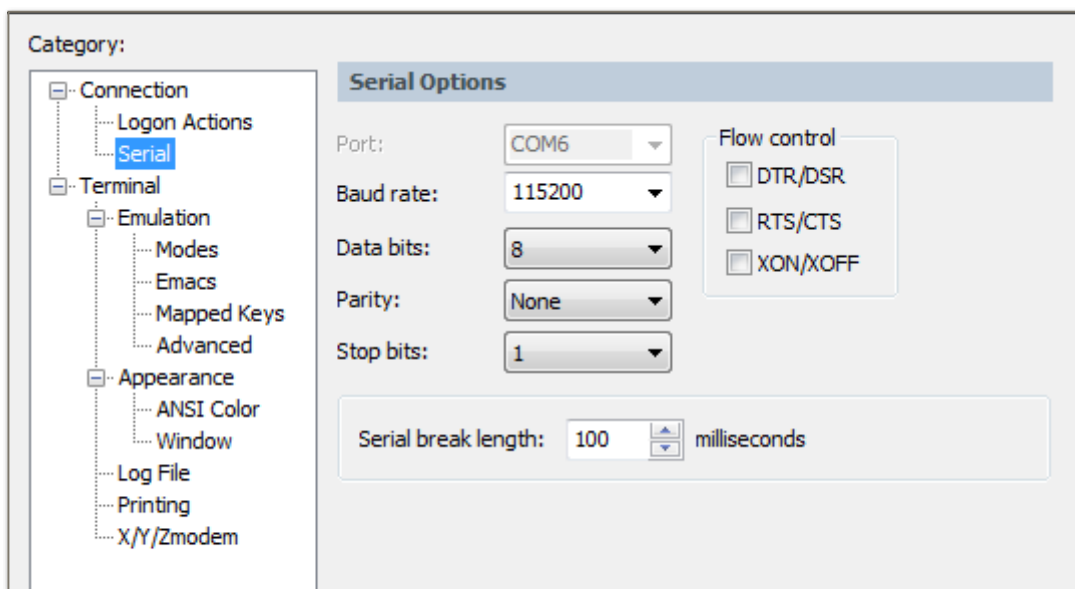 Category:
Connection
Logon Actions
Serial
Terminal
Emulation
Modes
Emacs
Mapped Keys
Advanced
Appearance
ANSI Color
Window
Log File
Printing
X/Y/Zmodem
Serial Options
Port: COM6
Baud rate: 115200
Data bits: 8
Parity: None
Stop bits: 1
Flow control
DTR/DSR
RTS/CTS
XON/XOFF
Serial break length: 100 milliseconds